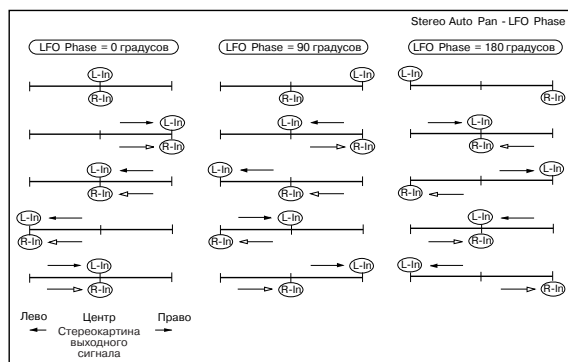 Stereo Auto Pan - LFO Phase
LFO Phase = 0 градусов
LFO Phase = 90 градусов
LFO Phase = 180 градусов
L-In
R-In
L-In
R-In
L-In
R-In
L-In
R-In
L-In
R-In
L-In
R-In
L-In
R-In
L-In
R-In
L-In
R-In
L-In
R-In
L-In
R-In
L-In
R-In
L-In
R-In
L-In
R-In
L-In
R-In
Лево Центр Право
Стереокартина
выходного
сигнала